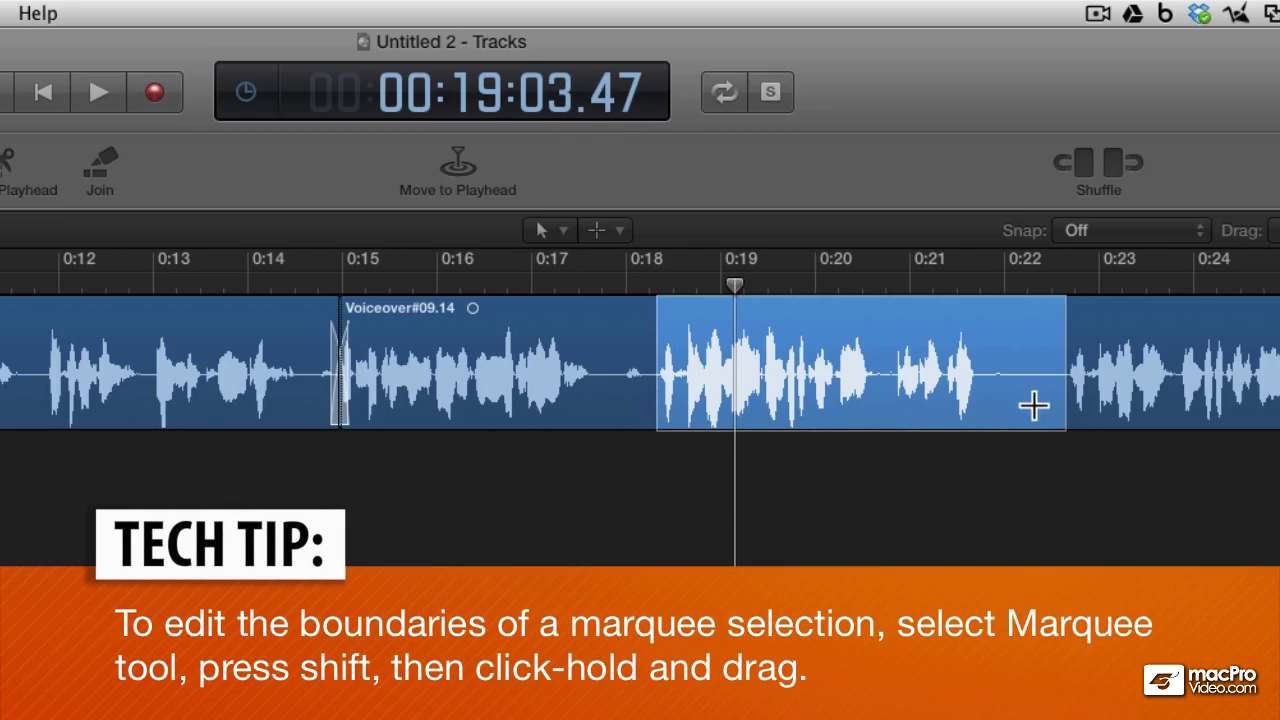 Help
Untitled 2 - Tracks
00:00:19:03.47
S
Playhead
Join
Move to Playhead
Shuffle
Snap: Off Drag:
0:12 0:13 0:14 0:15 0:16 0:17 0:18 0:19 0:20 0:21 0:22 0:23 0:24
Voiceover#09.14
TECH TIP:
To edit the boundaries of a marquee selection, select Marquee
tool, press shift, then click-hold and drag.
macPro
Video.com